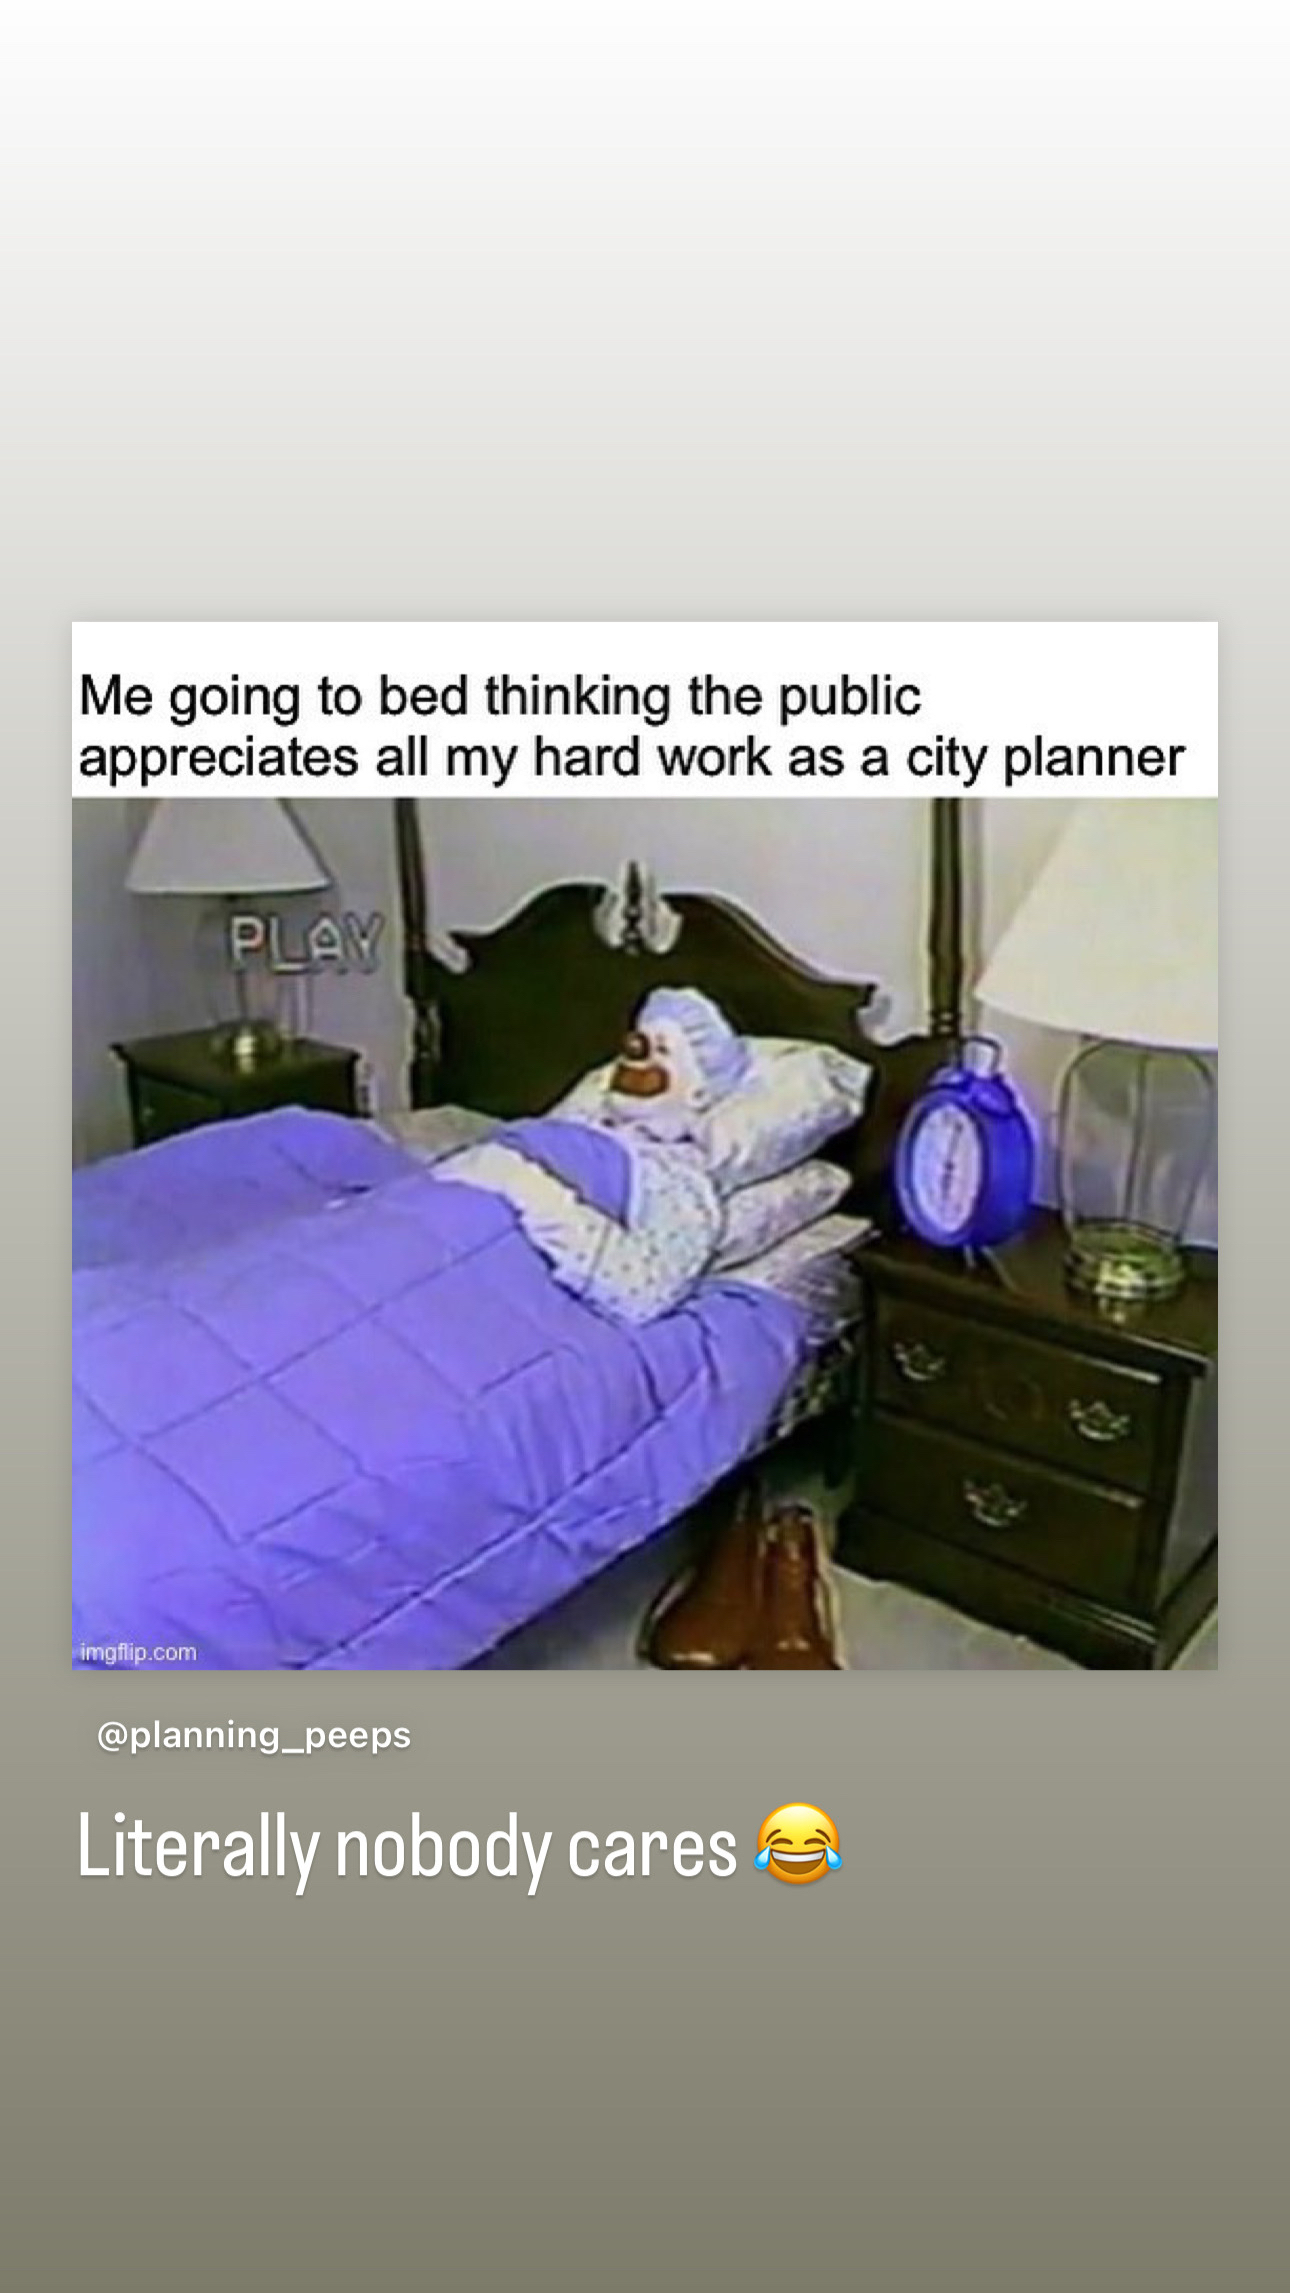 Me going to bed thinking the public
appreciates all my hard work as a city planner
PLAY
imgflip.com
@planning_peeps
Literally nobody cares 😂